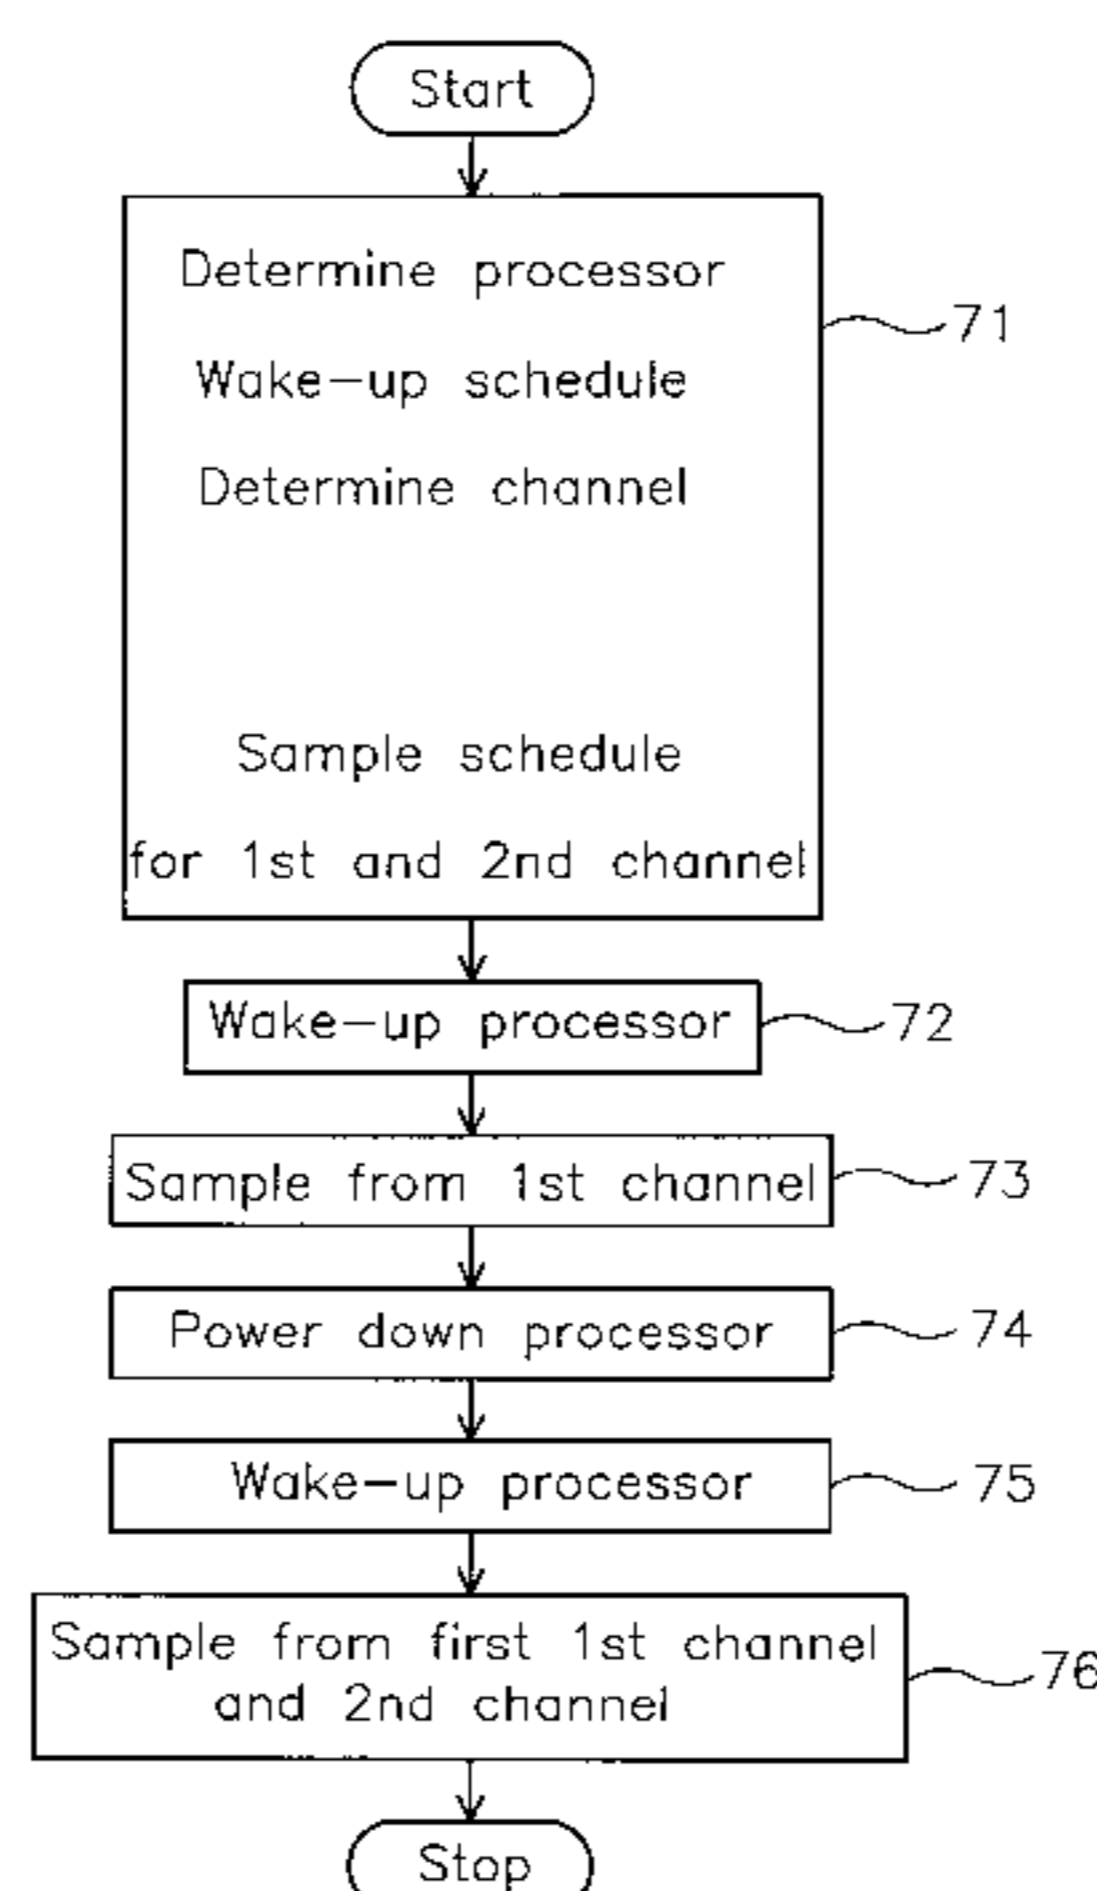 Start
Determine processor
71
Wake-up schedule
Determine channel
Sample schedule
for 1st and 2nd channel
Wake-up processor
72
Sample from 1st channel
73
Power down processor
74
Wake-up processor
75
Sample from first 1st channel
and 2nd channel
76
Stop